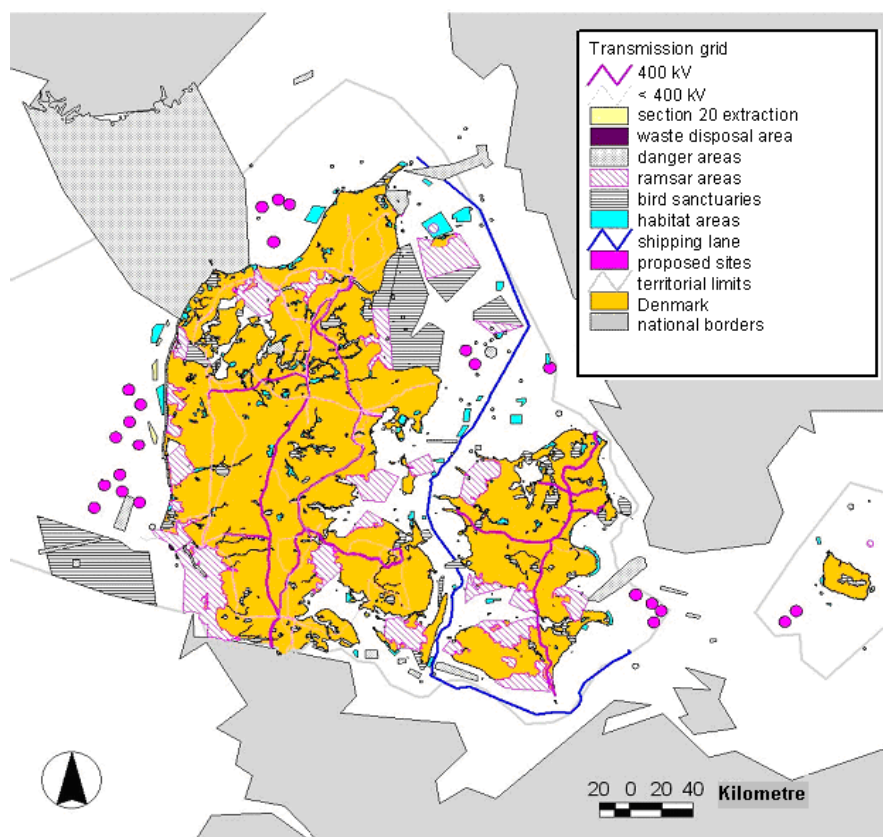 Transmission grid
400 kV
< 400 kV
section 20 extraction
waste disposal area
danger areas
ramsar areas
bird sanctuaries
habitat areas
shipping lane
proposed sites
territorial limits
Denmark
national borders
20 0 20 40 Kilometre